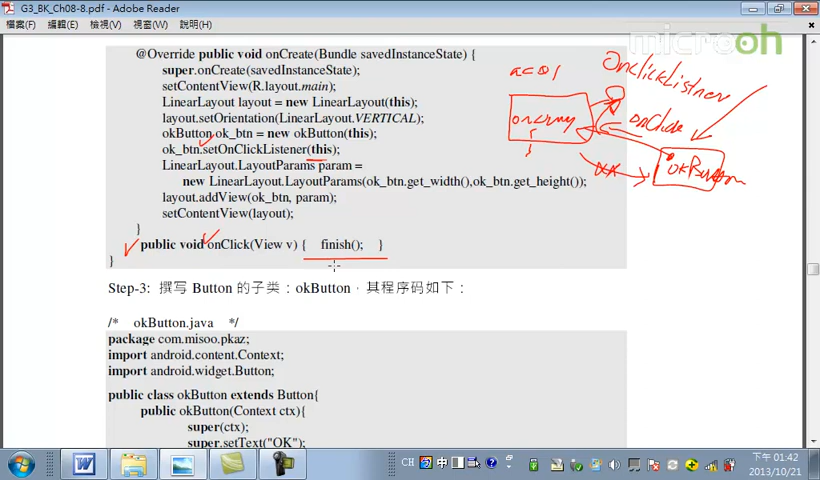 G3_BK_Ch08-8.pdf - Adobe Reader
檔案(F) 編輯(E) 檢視(V) 視窗(W) 說明(H)
microoh
@Override public void onCreate(Bundle savedInstanceState) {
super.onCreate(savedInstanceState);
setContentView(R.layout.main);
LinearLayout layout = new LinearLayout(this);
layout.setOrientation(LinearLayout.VERTICAL);
okButton ok_btn = new okButton(this);
ok_btn.setOnClickListener(this);
LinearLayout.LayoutParams param =
new LinearLayout.LayoutParams(ok_btn.get_width(),ok_btn.get_height());
layout.addView(ok_btn, param);
setContentView(layout);
}
public void onClick(View v) { finish(); }
}
OnClickListner
onClick
okButton
Step-3: 撰写 Button 的子类：okButton，其程序码如下：
/* okButton.java */
package com.misoo.pkaz;
import android.content.Context;
import android.widget.Button;
public class okButton extends Button{
public okButton(Context ctx){
super(ctx);
super.setText("OK");
CH 中
下午 01:42
2013/10/21